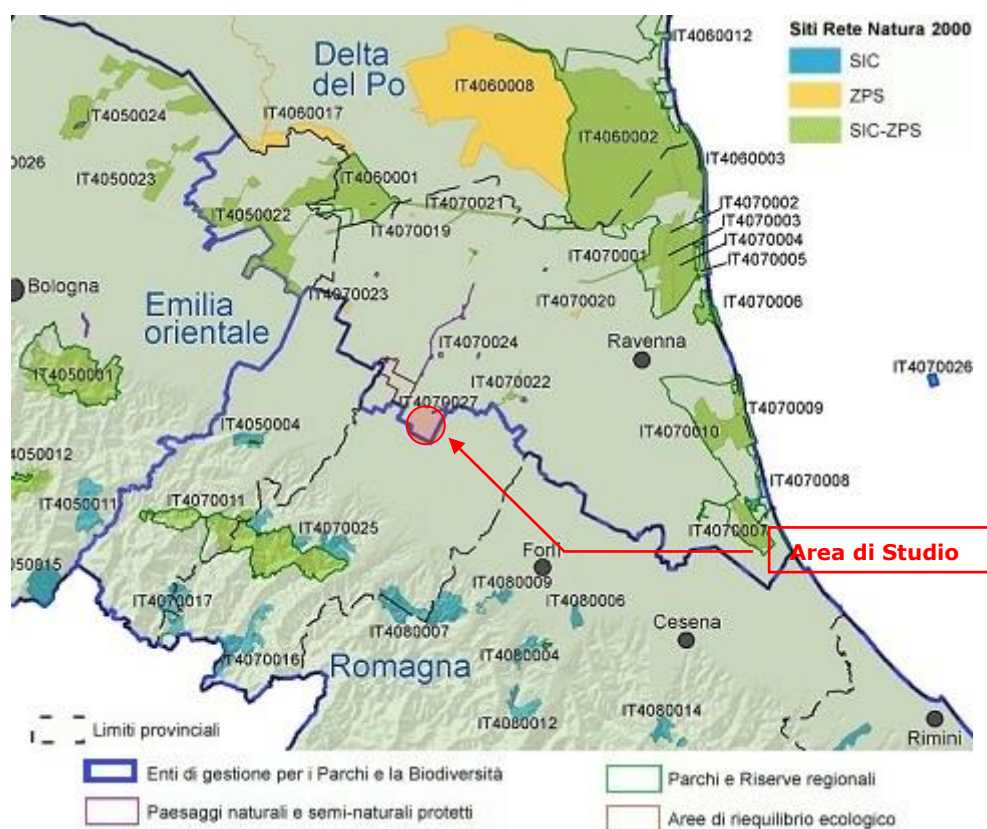 Siti Rete Natura 2000
SIC
ZPS
SIC-ZPS
IT4060012
Delta
del Po
IT4060008
IT4050024
IT4060017
IT4060002
IT4060003
026
IT4050023
IT4060001
IT4070021
IT4070002
IT4050022
IT4070003
IT4070019
IT4070004
IT4070001
IT4070005
Bologna
IT4070023
IT4070006
Emilia
orientale
IT4070020
Ravenna
IT4070024
IT4070026
IT4050001
IT4070022
IT4070027
IT4070009
IT4050004
IT4070010
4050012
IT4050011
IT4070011
IT4070008
IT4070025
IT4070007
Area di Studio
Forlì
050015
IT4080009
IT4070017
IT4080006
IT4080007
Cesena
IT4070016
Romagna
IT4080004
IT4080012
IT4080014
Rimini
Limiti provinciali
Enti di gestione per i Parchi e la Biodiversità
Parchi e Riserve regionali
Paesaggi naturali e semi-naturali protetti
Aree di riequilibrio ecologico